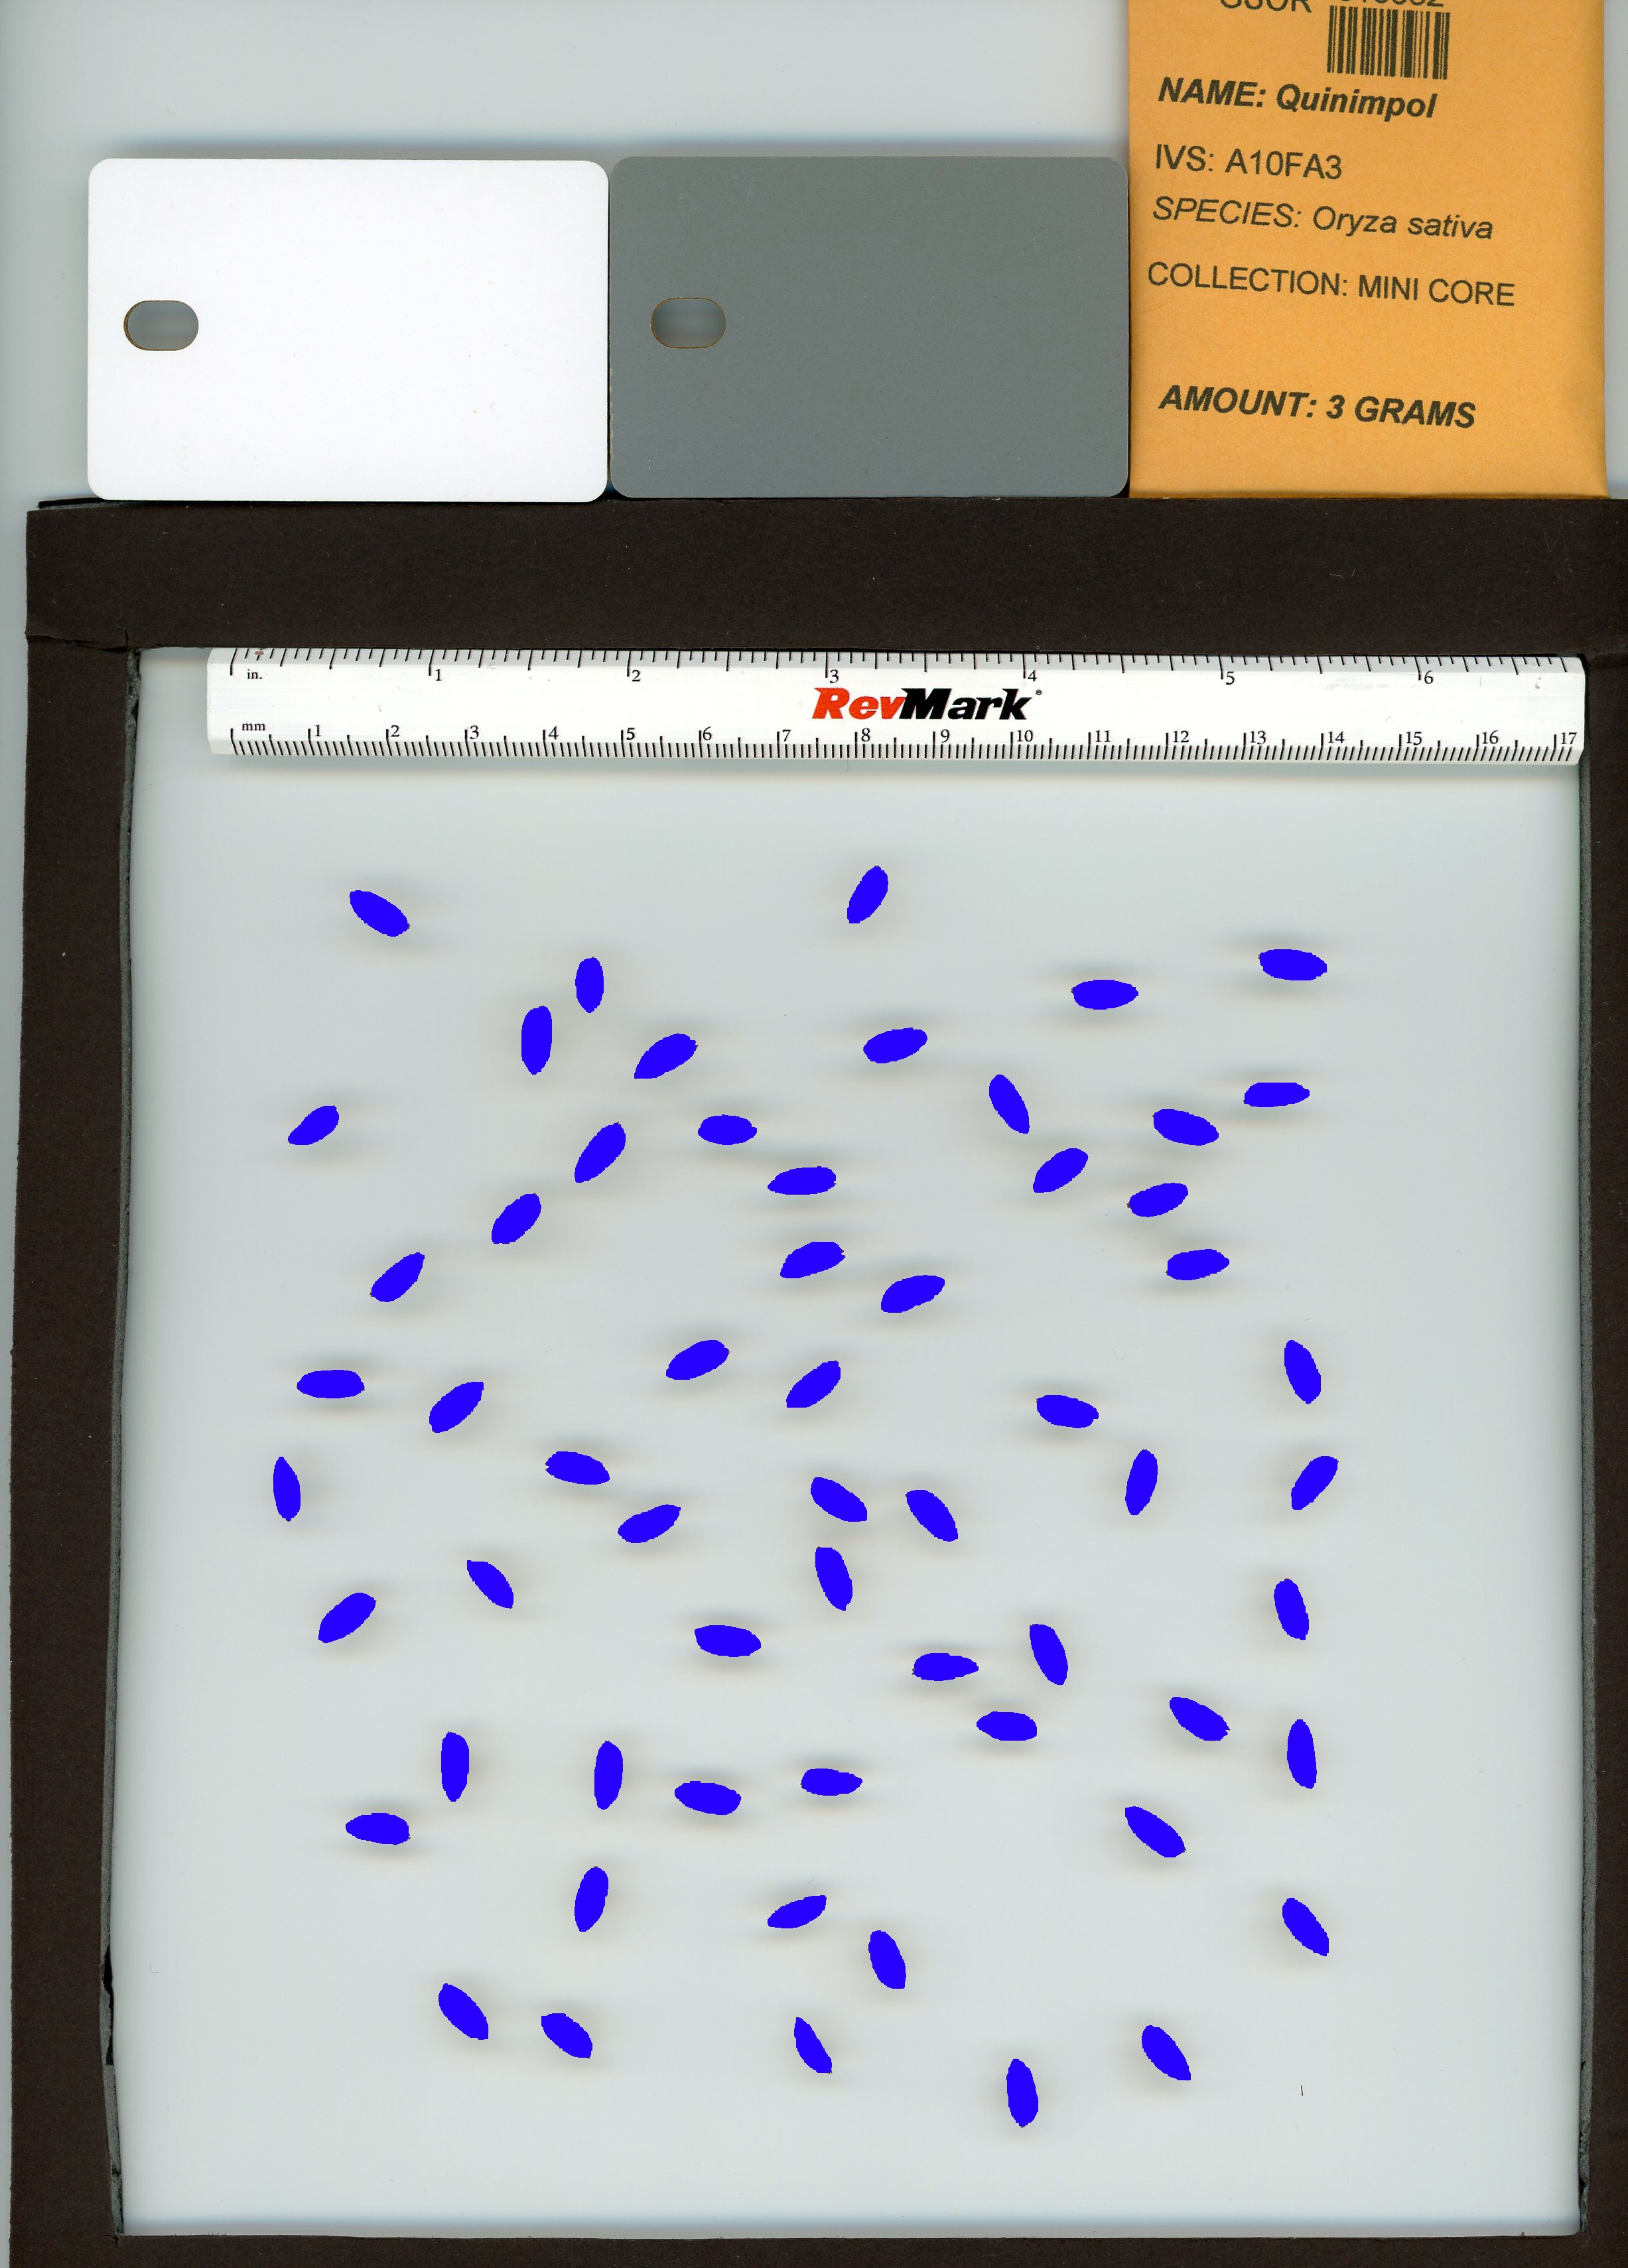 GSOR
NAME: Quinimpol
IVS: A10FA3
SPECIES: Oryza sativa
COLLECTION: MINI CORE
AMOUNT: 3 GRAMS
in. 1 2 3 4 5 6
RevMark
mm 1 2 3 4 5 6 7 8 9 10 11 12 13 14 15 16 17